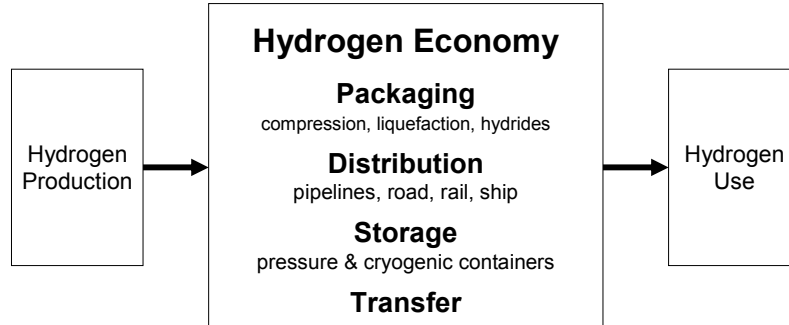 Hydrogen
Production
Hydrogen Economy
Packaging
compression, liquefaction, hydrides
Distribution
pipelines, road, rail, ship
Storage
pressure & cryogenic containers
Transfer
Hydrogen
Use